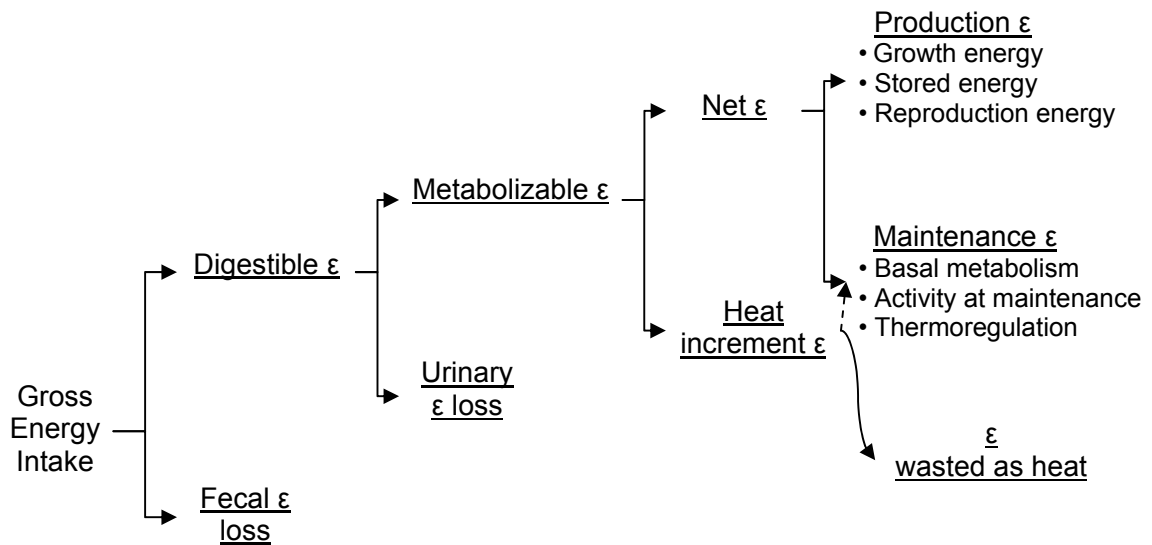 Production ε
• Growth energy
• Stored energy
• Reproduction energy
Net ε
Metabolizable ε
Maintenance ε
• Basal metabolism
• Activity at maintenance
• Thermoregulation
Digestible ε
Heat
increment ε
Urinary
ε loss
Gross
Energy
Intake
ε
wasted as heat
Fecal ε
loss